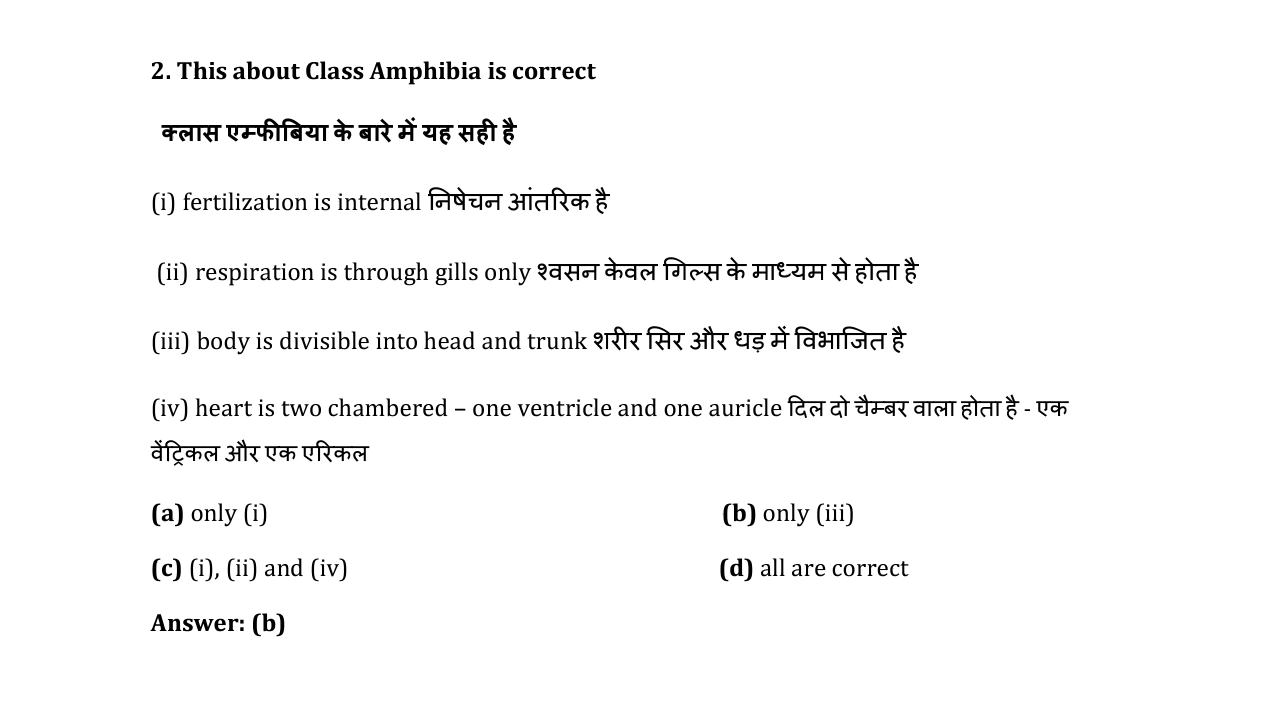 2. This about Class Amphibia is correct
क्लास एम्फीबिया के बारे में यह सही है
(i) fertilization is internal निषेचन आंतरिक है
(ii) respiration is through gills only श्वसन केवल गिल्स के माध्यम से होता है
(iii) body is divisible into head and trunk शरीर सिर और धड़ में विभाजित है
(iv) heart is two chambered – one ventricle and one auricle दिल दो चैम्बर वाला होता है - एक
वेंट्रिकल और एक एरिकल
(a) only (i) (b) only (iii)
(c) (i), (ii) and (iv) (d) all are correct
Answer: (b)